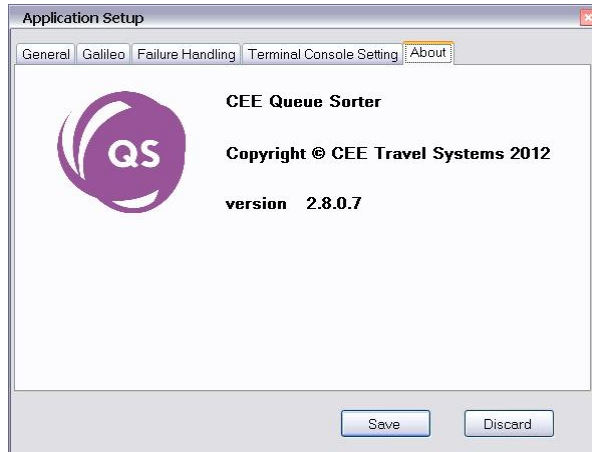 Application Setup
General Galileo Failure Handling Terminal Console Setting About
QS
CEE Queue Sorter
Copyright © CEE Travel Systems 2012
version 2.8.0.7
Save Discard